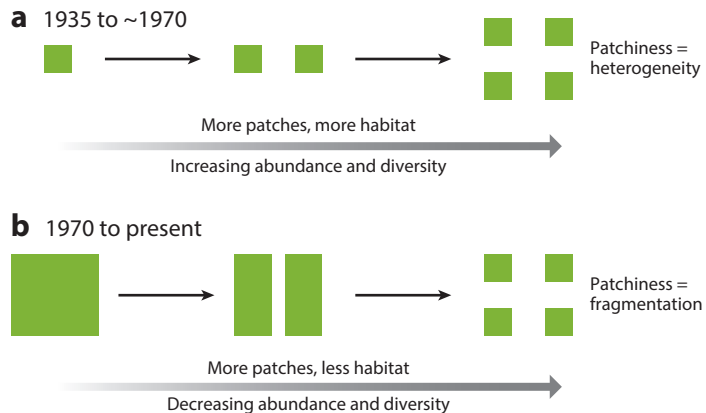 a 1935 to ~1970
Patchiness =
heterogeneity
More patches, more habitat
Increasing abundance and diversity
b 1970 to present
Patchiness =
fragmentation
More patches, less habitat
Decreasing abundance and diversity